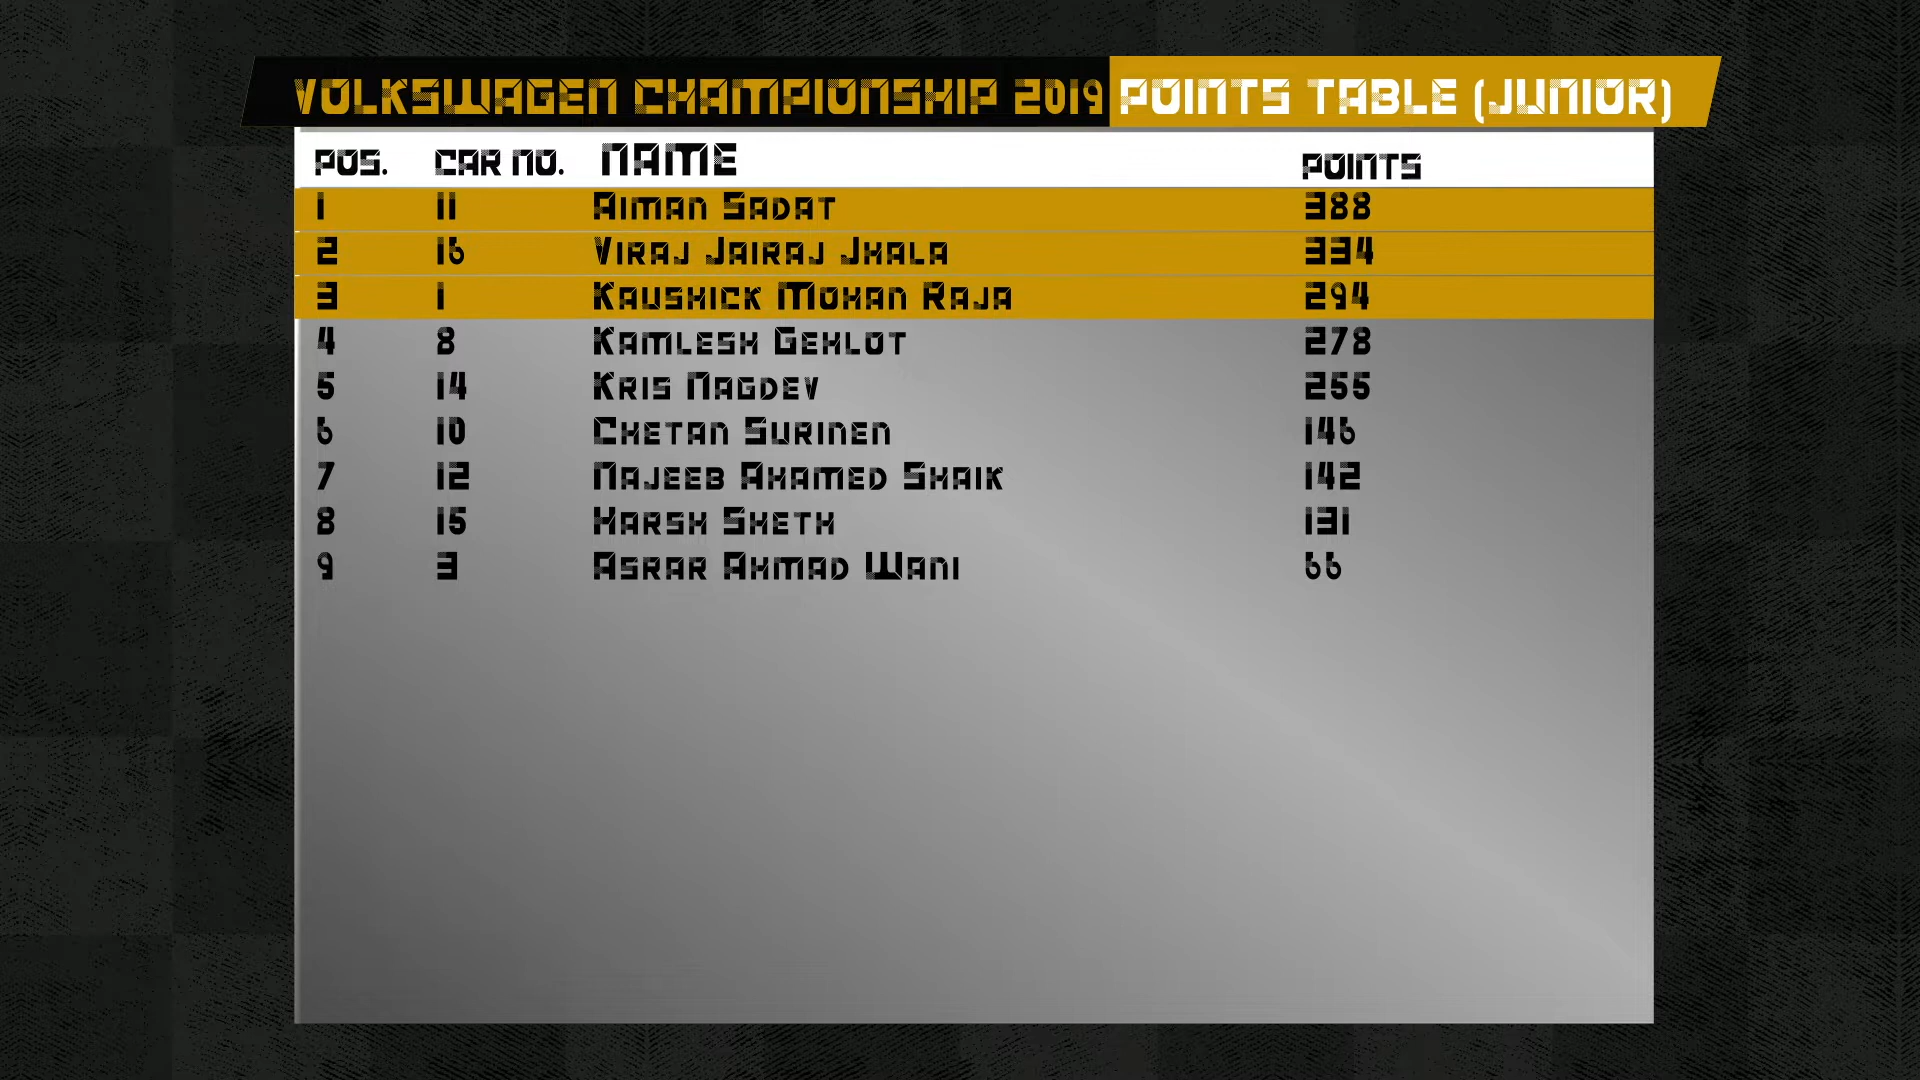 VOLKSWAGEN CHAMPIONSHIP 2019 POINTS TABLE (JUNIOR)
POS. CAR NO. NAME POINTS
1 11 AIMAN SADAT 388
2 16 VIRAJ JAIRAJ JHALA 334
3 1 KAUSHICK MOHAN RAJA 294
4 8 KAMLESH GEHLOT 278
5 14 KRIS NAGDEV 255
6 10 CHETAN SURINEN 146
7 12 NAJEEB AHAMED SHAIK 142
8 15 HARSH SHETH 131
9 3 ASRAR AHMAD WANI 66